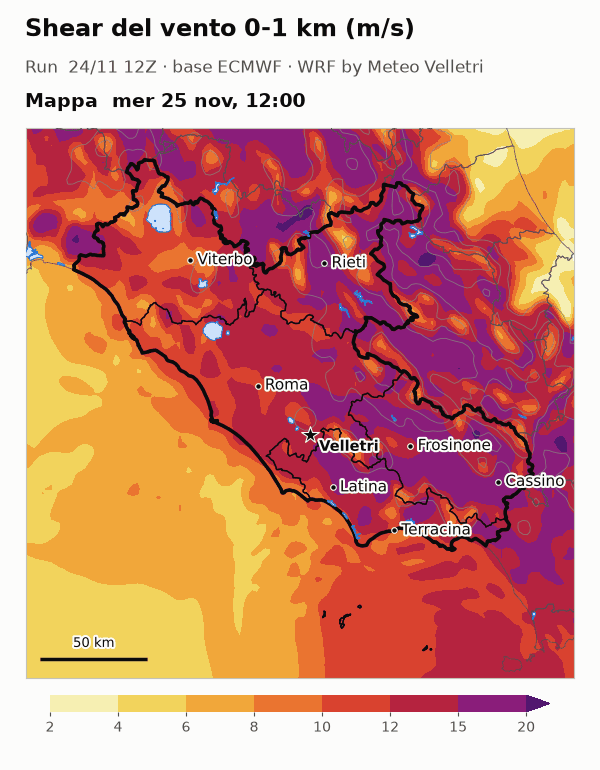 Shear del vento 0-1 km (m/s)
Run  24/11 12Z · base ECMWF · WRF by Meteo Velletri
Mappa  mer 25 nov, 12:00
Viterbo
Rieti
Roma
Velletri
Frosinone
Latina
Cassino
Terracina
50 km
2 4 6 8 10 12 15 20